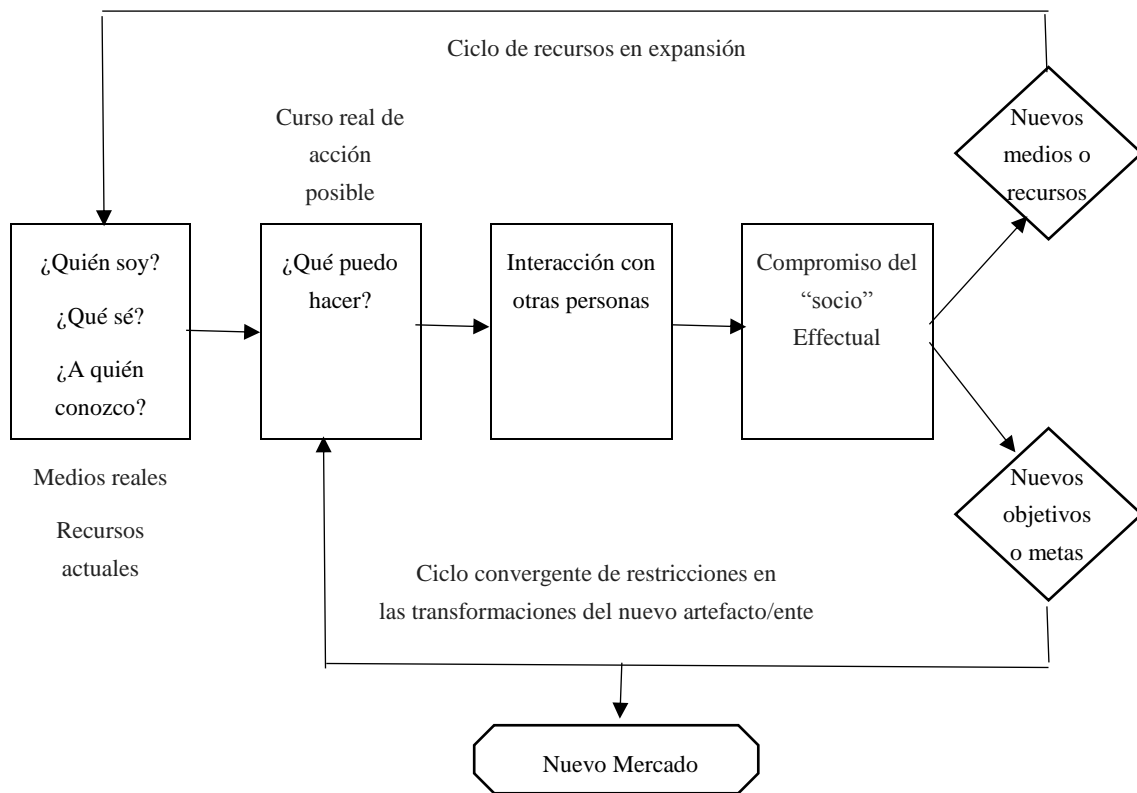 Ciclo de recursos en expansión
Curso real de
acción
posible
Nuevos
medios o
recursos
¿Quién soy?
¿Qué sé?
¿A quién
conozco?
¿Qué puedo
hacer?
Interacción con
otras personas
Compromiso del
“socio”
Effectual
Medios reales
Recursos
actuales
Nuevos
objetivos
o metas
Ciclo convergente de restricciones en
las transformaciones del nuevo artefacto/ente
Nuevo Mercado